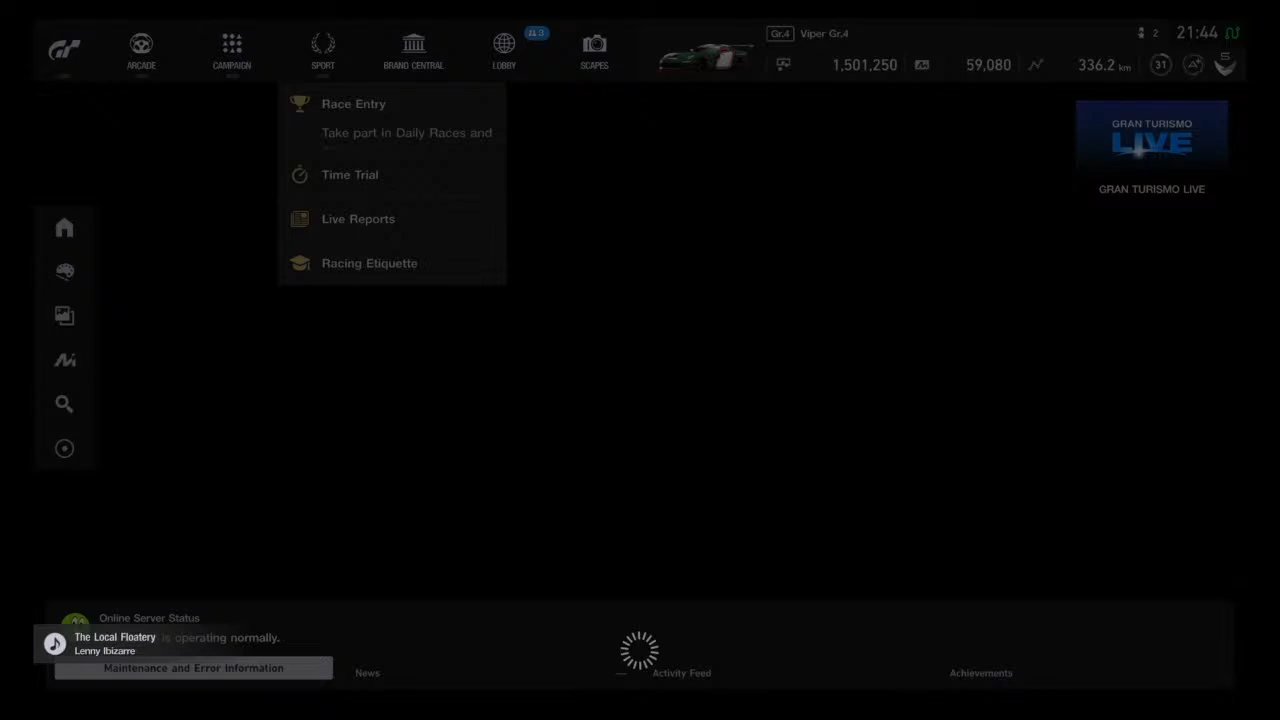 Gr.4 Viper Gr.4
2 21:44
ARCADE CAMPAIGN SPORT BRAND CENTRAL LOBBY 3 SCAPES
1,501,250 59,080 336.2 km 31 S
Race Entry
Take part in Daily Races and
Time Trial
Live Reports
Racing Etiquette
GRAN TURISMO
LIVE
GRAN TURISMO LIVE
Online Server Status
The Local Floatery is operating normally.
Lenny Ibizarre
Maintenance and Error Information
News
Activity Feed
Achievements